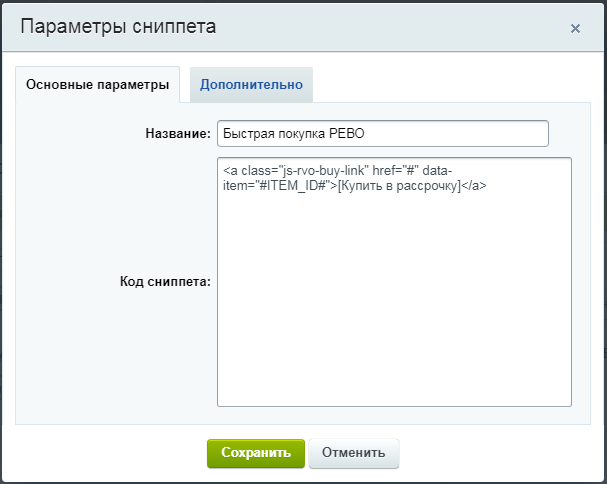 Параметры сниппета
Основные параметры
Дополнительно
Название:
Быстрая покупка РЕВО
Код сниппета:
<a class="js-rvo-buy-link" href="#" data-
item="#ITEM_ID#">[Купить в рассрочку]</a>
Сохранить
Отменить